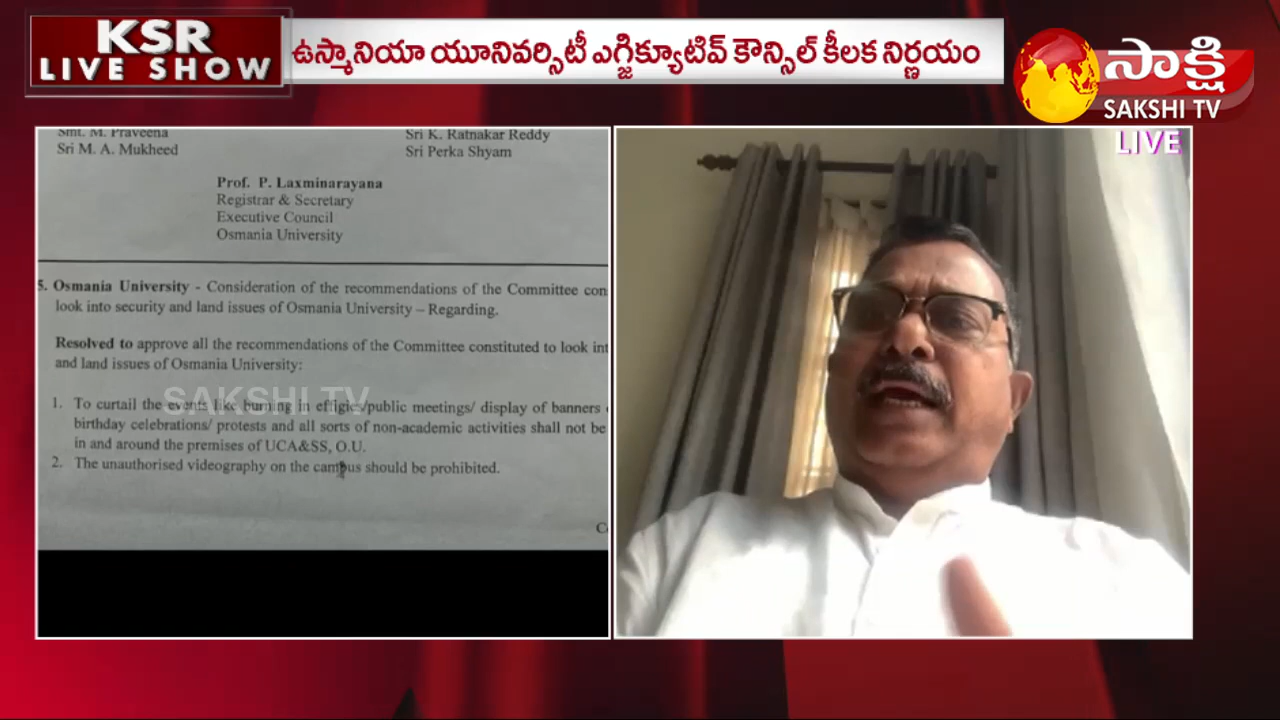 KSR
LIVE SHOW
ఉస్మానియా యూనివర్సిటీ ఎగ్జిక్యూటివ్ కౌన్సిల్ కీలక నిర్ణయం
సాక్షి
SAKSHI TV
LIVE
Smt. M. Praveena
Sri K. Ratnakar Reddy
Sri M. A. Mukheed
Sri Perka Shyam
Prof. P. Laxminarayana
Registrar & Secretary
Executive Council
Osmania University
5. Osmania University - Consideration of the recommendations of the Committee con
look into security and land issues of Osmania University – Regarding.
Resolved to approve all the recommendations of the Committee constituted to look int
and land issues of Osmania University:
SAKSHI TV
1. To curtail the events like burning in effigies/public meetings/ display of banners
birthday celebrations/ protests and all sorts of non-academic activities shall not be
in and around the premises of UCA&SS, O.U.
2. The unauthorised videography on the campus should be prohibited.